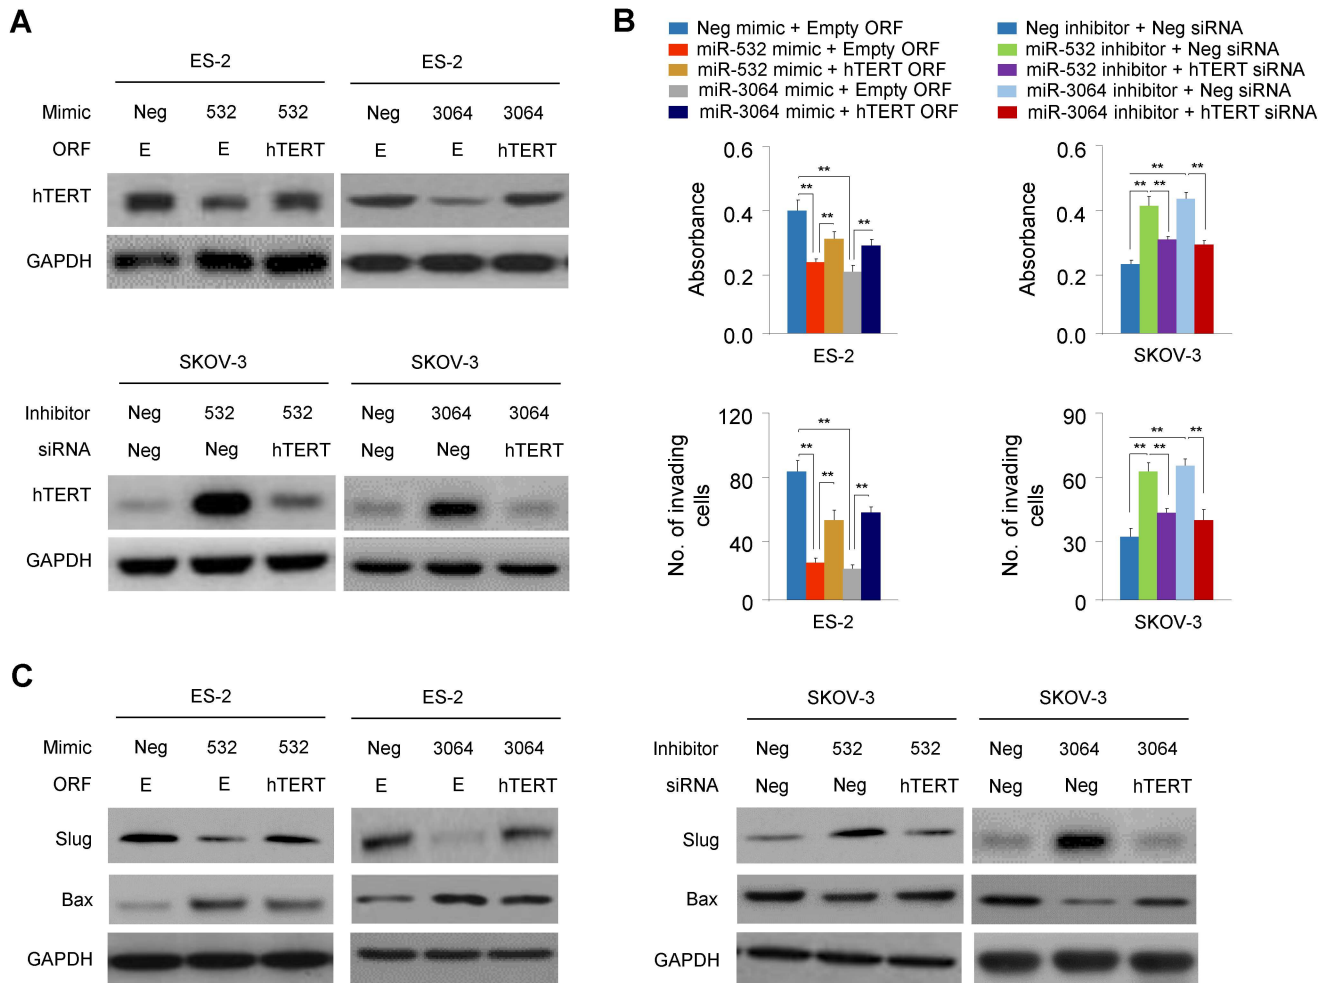 A
ES-2
ES-2
Mimic Neg 532 532 Neg 3064 3064
ORF E E hTERT E E hTERT
hTERT
GAPDH
SKOV-3
SKOV-3
Inhibitor Neg 532 532 Neg 3064 3064
siRNA Neg Neg hTERT Neg Neg hTERT
hTERT
GAPDH
B
Neg mimic + Empty ORF
miR-532 mimic + Empty ORF
miR-532 mimic + hTERT ORF
miR-3064 mimic + Empty ORF
miR-3064 mimic + hTERT ORF
Neg inhibitor + Neg siRNA
miR-532 inhibitor + Neg siRNA
miR-532 inhibitor + hTERT siRNA
miR-3064 inhibitor + Neg siRNA
miR-3064 inhibitor + hTERT siRNA
Absorbance
0.6
0.4
0.2
0.0
**
**
**
**
ES-2
Absorbance
0.6
0.4
0.2
0.0
**
**
** **
SKOV-3
No. of invading
cells
120
80
40
0
**
**
**
**
ES-2
No. of invading
cells
90
60
30
0
** **
** **
SKOV-3
C
ES-2
ES-2
Mimic Neg 532 532 Neg 3064 3064
ORF E E hTERT E E hTERT
Slug
Bax
GAPDH
SKOV-3
SKOV-3
Inhibitor Neg 532 532 Neg 3064 3064
siRNA Neg Neg hTERT Neg Neg hTERT
Slug
Bax
GAPDH